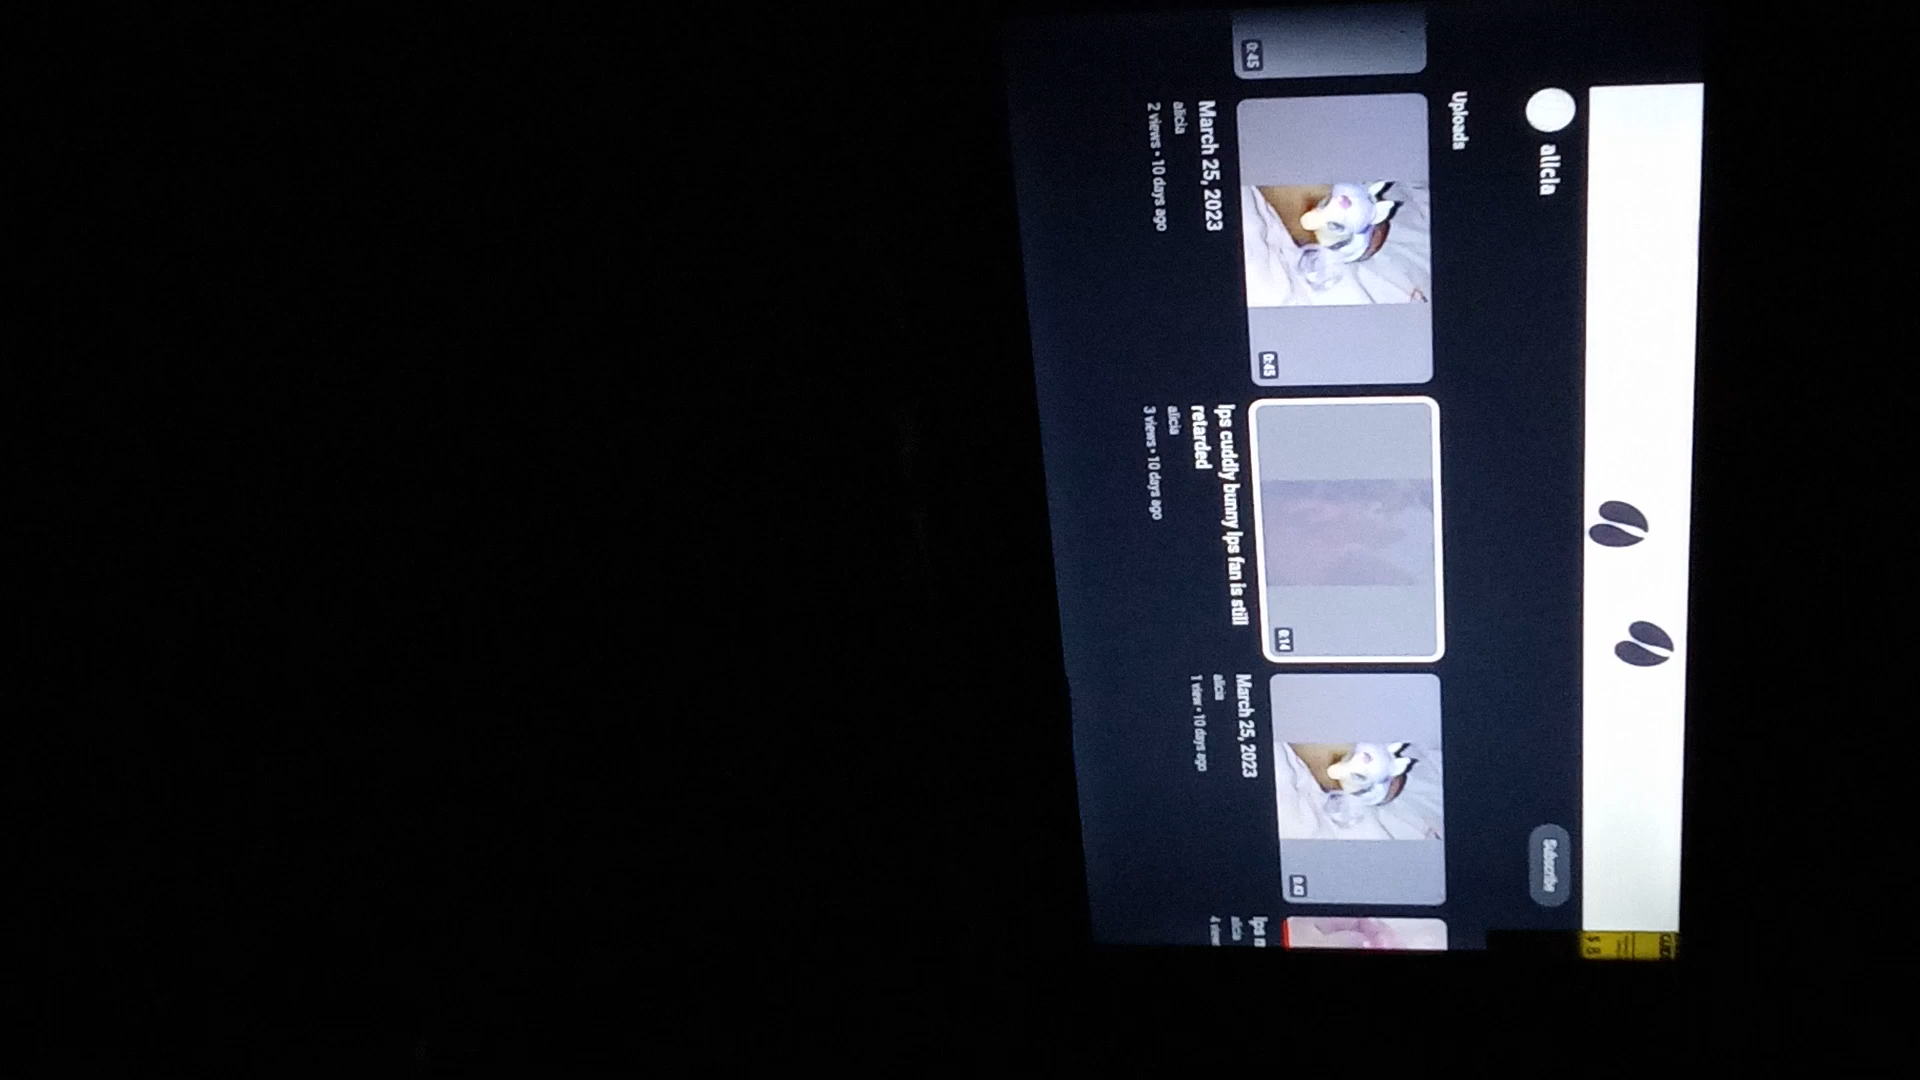 alicia
Subscribe
Uploads
0:45
0:45
March 25, 2023
alicia
2 views • 10 days ago
0:14
lps cuddly bunny lps fan is still
retarded
alicia
3 views • 10 days ago
March 25, 2023
alicia
1 view • 10 days ago
lps
alicia